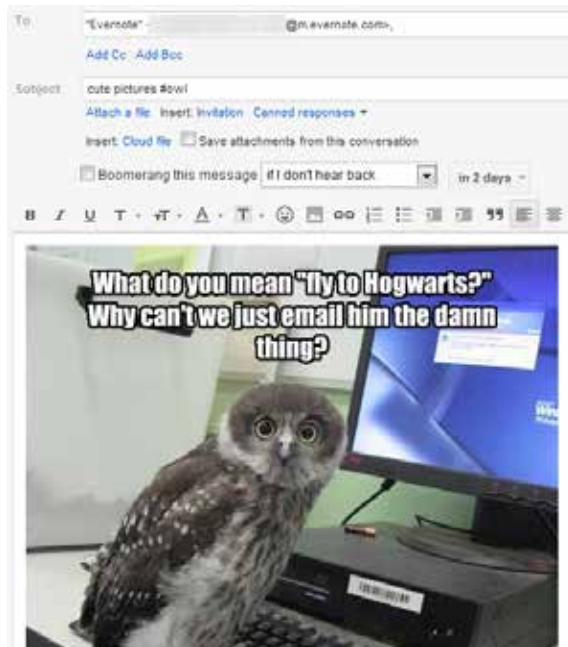 To "Evernote" @m.evernote.com>,
Add Cc Add Bcc
Subject cute pictures #owl
Attach a file Insert: Invitation Canned responses
Insert: Cloud file Save attachments from this conversation
Boomerang this message if I don't hear back in 2 days
B I U T T A T
What do you mean "fly to Hogwarts?"
Why can't we just email him the damn
thing?